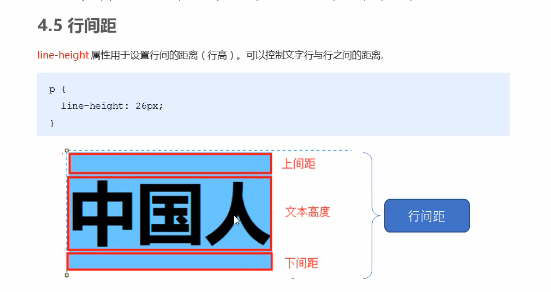 4.5 行间距
line-height 属性用于设置行间的距离（行高）。可以控制文字行与行之间的距离.
p {
line-height: 26px;
}
上间距
中国人
文本高度
行间距
下间距